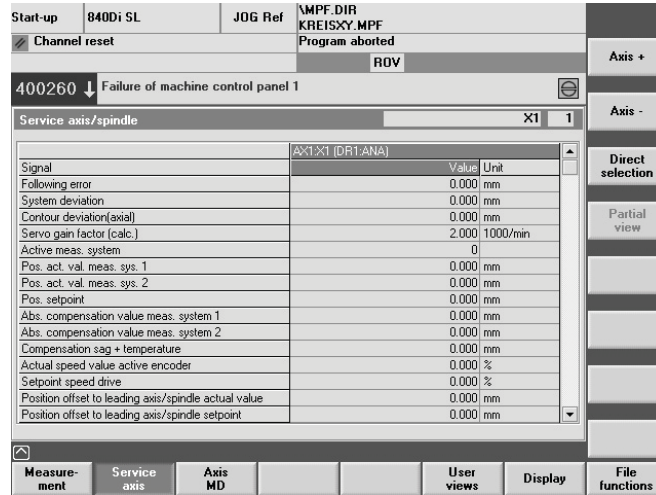 Start-up 840Di SL JOG Ref \MPF.DIR
KREISXY.MPF
Channel reset Program aborted
ROV
400260 ↓ Failure of machine control panel 1
Service axis/spindle X1 1
AX1:X1 (DR1:ANA)
Signal Value Unit
Following error 0.000 mm
System deviation 0.000 mm
Contour deviation(axial) 0.000 mm
Servo gain factor (calc.) 2.000 1000/min
Active meas. system 0
Pos. act. val. meas. sys. 1 0.000 mm
Pos. act. val. meas. sys. 2 0.000 mm
Pos. setpoint 0.000 mm
Abs. compensation value meas. system 1 0.000 mm
Abs. compensation value meas. system 2 0.000 mm
Compensation sag + temperature 0.000 mm
Actual speed value active encoder 0.000 %
Setpoint speed drive 0.000 %
Position offset to leading axis/spindle actual value 0.000 mm
Position offset to leading axis/spindle setpoint 0.000 mm
Axis +
Axis -
Direct
selection
Partial
view
Measure-
ment
Service
axis
Axis
MD
User
views
Display
File
functions